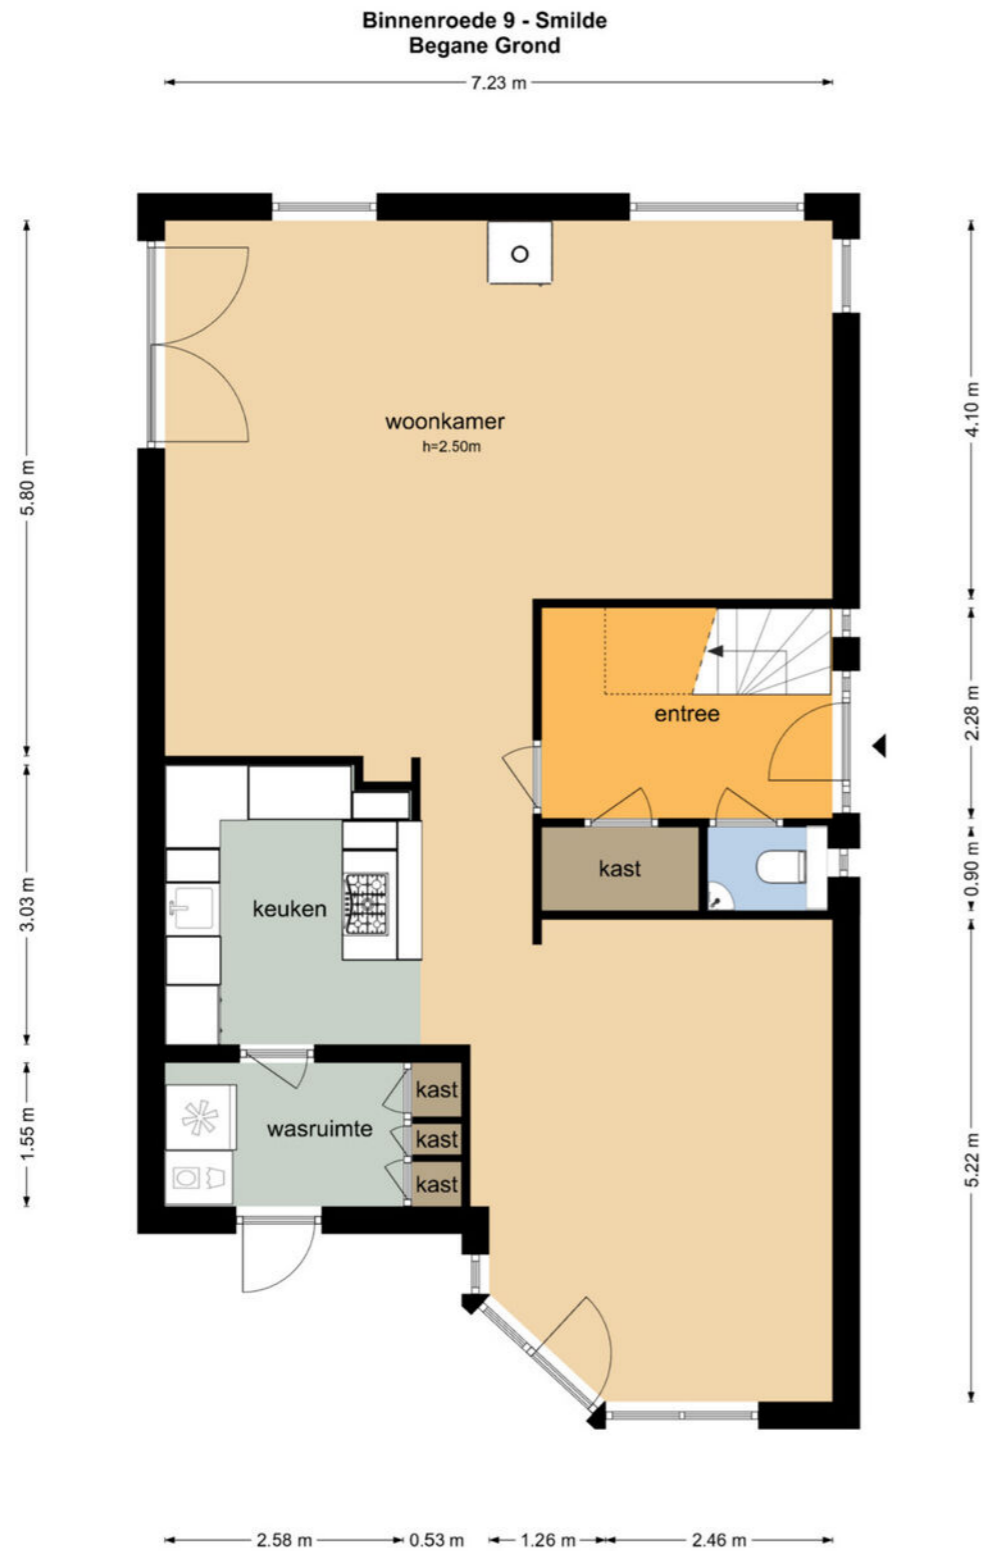 Binnenroede 9 - Smilde
Begane Grond
7.23 m
5.80 m
4.10 m
woonkamer
h=2.50m
2.28 m
entree
0.90 m
kast
3.03 m
keuken
1.55 m
wasruimte
kast
kast
kast
5.22 m
2.58 m
0.53 m
1.26 m
2.46 m